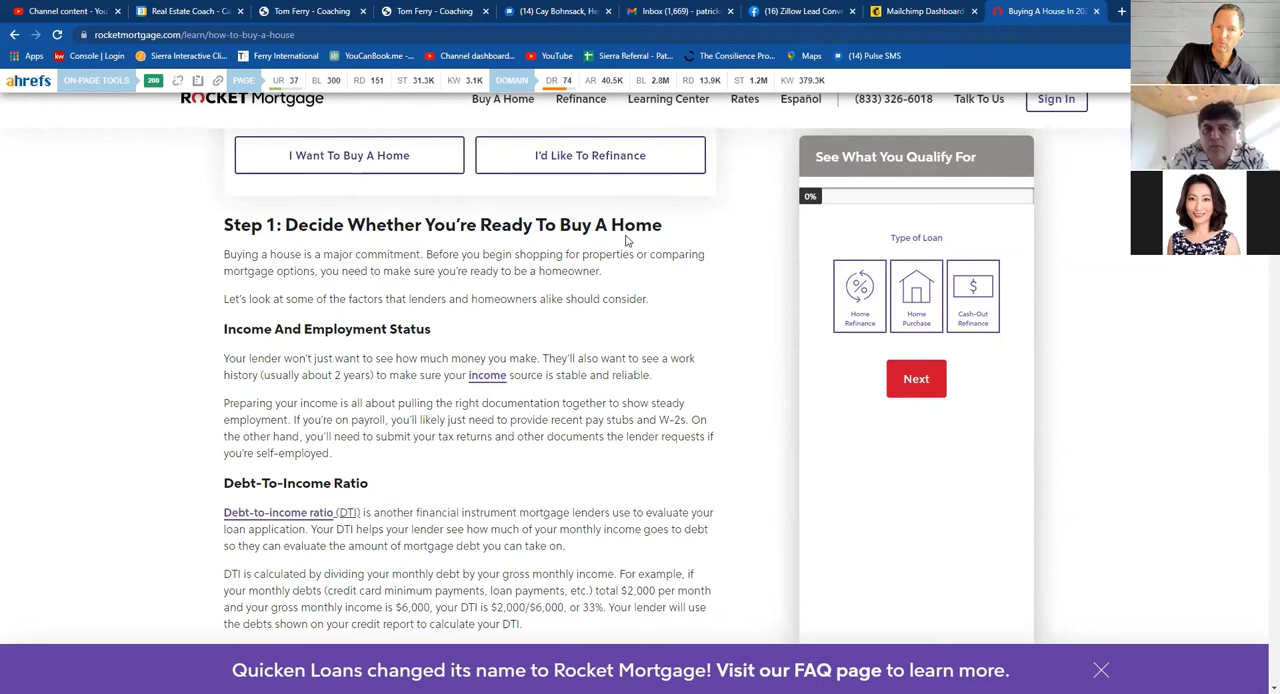 Channel content - You
Real Estate Coach - Ca
Tom Ferry - Coaching
Tom Ferry - Coaching
(14) Cay Bohnsack, He
Inbox (1,669) - patrick
(16) Zillow Lead Conv
Mailchimp Dashboard
Buying A House In 202
rocketmortgage.com/learn/how-to-buy-a-house
Apps
kw
Console | Login
Sierra Interactive Cli...
Ferry International
YouCanBook.me -...
Channel dashboard...
YouTube
Sierra Referral - Pat...
The Consilience Pro...
Maps
(14) Pulse SMS
ahrefs
ON-PAGE TOOLS
200
PAGE
UR 37
BL 300
RD 151
ST 31.3K
KW 3.1K
DOMAIN
DR 74
AR 40.5K
BL 2.8M
RD 13.9K
ST 1.2M
KW 379.3K
ROCKET Mortgage
Buy A Home
Refinance
Learning Center
Rates
Español
(833) 326-6018
Talk To Us
Sign In
I Want To Buy A Home
I'd Like To Refinance
Step 1: Decide Whether You're Ready To Buy A Home
Buying a house is a major commitment. Before you begin shopping for properties or comparing
mortgage options, you need to make sure you're ready to be a homeowner.
Let's look at some of the factors that lenders and homeowners alike should consider.
Income And Employment Status
Your lender won't just want to see how much money you make. They'll also want to see a work
history (usually about 2 years) to make sure your income source is stable and reliable.
Preparing your income is all about pulling the right documentation together to show steady
employment. If you're on payroll, you'll likely just need to provide recent pay stubs and W-2s. On
the other hand, you'll need to submit your tax returns and other documents the lender requests if
you're self-employed.
Debt-To-Income Ratio
Debt-to-income ratio (DTI) is another financial instrument mortgage lenders use to evaluate your
loan application. Your DTI helps your lender see how much of your monthly income goes to debt
so they can evaluate the amount of mortgage debt you can take on.
DTI is calculated by dividing your monthly debt by your gross monthly income. For example, if
your monthly debts (credit card minimum payments, loan payments, etc.) total $2,000 per month
and your gross monthly income is $6,000, your DTI is $2,000/$6,000, or 33%. Your lender will use
the debts shown on your credit report to calculate your DTI.
See What You Qualify For
0%
Type of Loan
Home
Refinance
Home
Purchase
Cash-Out
Refinance
Next
Quicken Loans changed its name to Rocket Mortgage! Visit our FAQ page to learn more.